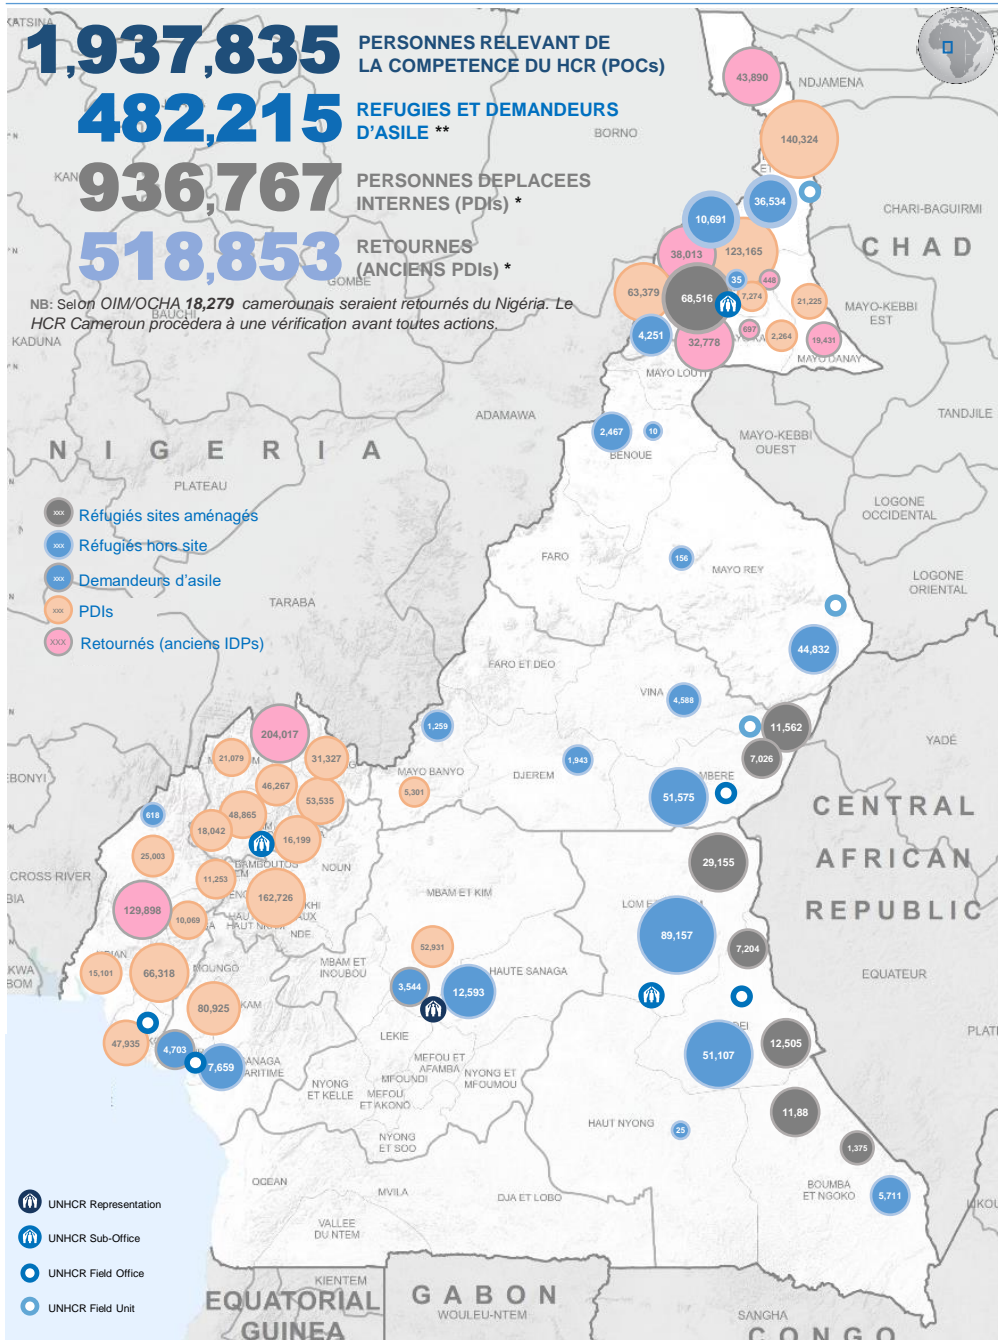 1,937,835
PERSONNES RELEVANT DE
LA COMPETENCE DU HCR (POCs)
482,215
REFUGIES ET DEMANDEURS
D'ASILE **
936,767
PERSONNES DEPLACEES
INTERNES (PDIs) *
518,853
RETOURNES
(ANCIENS PDIs) *
NB: Selon OIM/OCHA 18,279 camerounais seraient retournés du Nigéria. Le
HCR Cameroun procédera à une vérification avant toutes actions.
KATSINA
KADUNA
BAUCHI
GOMBE
BORNO
NDJAMENA
CHARI-BAGUIRMI
CHAD
MAYO-KEBBI
EST
TANDJILE
MAYO-KEBBI
OUEST
LOGONE
OCCIDENTAL
LOGONE
ORIENTAL
ADAMAWA
NIGERIA
PLATEAU
TARABA
43,890
140,324
36,534
10,691
38,013
123,165
35
448
63,379
68,516
7,274
21,225
4,251
32,778
697
2,264
19,431
MAYO DANAY
MAYO LOUTI
2,467
10
BENOUE
FARO
156
MAYO REY
44,832
xxx Réfugiés sites aménagés
xxx Réfugiés hors site
xxx Demandeurs d'asile
xxx PDIs
XXX Retournés (anciens IDPs)
FARO ET DEO
VINA
4,588
1,259
11,562
7,026
1,943
DJEREM
MBERE
51,575
MAYO BANYO
5,301
204,017
21,079
31,327
46,267
53,535
48,865
618
18,042
16,199
25,003
BAMBOUTOS
NOUN
11,253
162,726
129,898
10,069
NDE
CROSS RIVER
15,101
66,318
MOUNGO
80,925
47,935
4,703
7,659
YADÉ
CENTRAL
AFRICAN
REPUBLIC
EQUATEUR
29,155
MBAM ET KIM
89,157
7,204
52,931
MBAM ET
INOUBOU
HAUTE SANAGA
3,544
12,593
LEKIE
MEFOU ET
AFAMBA
MFOUNDI
NYONG ET
MFOUMOU
NYONG
ET KELLE
MEFOU
ET AKONO
NYONG
ET SOO
51,107
12,505
11,88
HAUT NYONG
25
1,375
BOUMBA
ET NGOKO
5,711
OCEAN
MVILA
DJA ET LOBO
VALLEE
DU NTEM
UNHCR Representation
UNHCR Sub-Office
UNHCR Field Office
UNHCR Field Unit
KIENTEM
EQUATORIAL
GUINEA
GABON
WOULEU-NTEM
SANGHA
CONGO